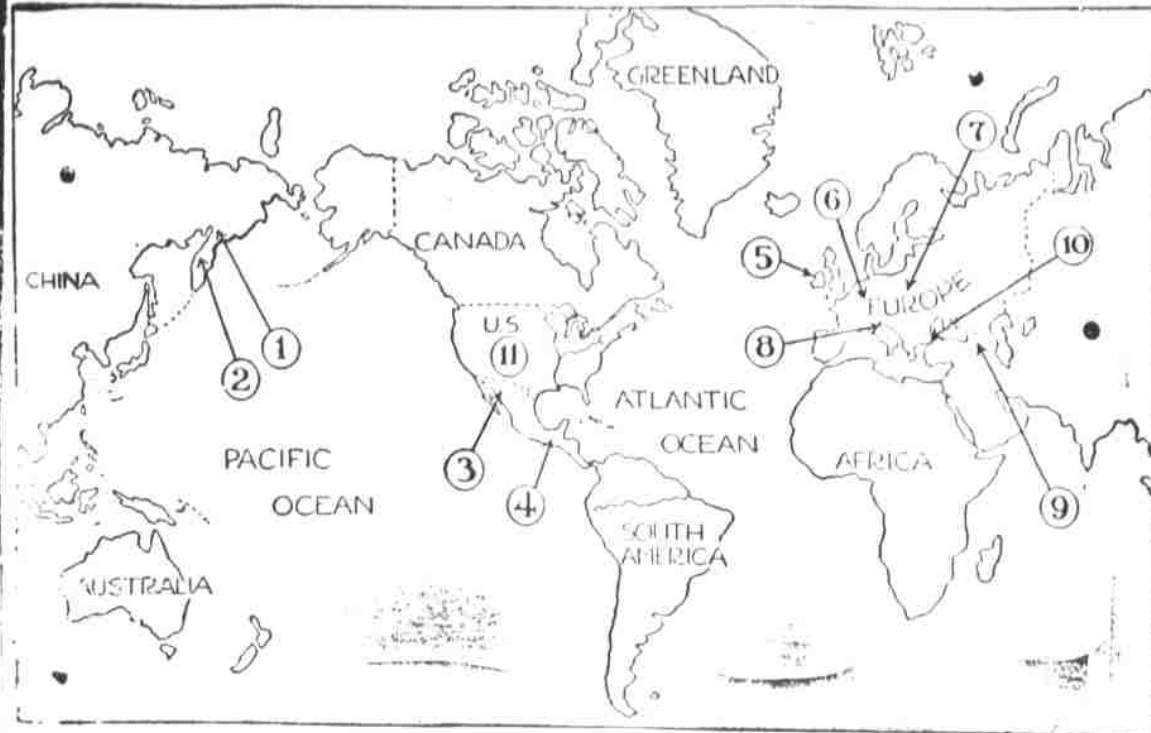 GREENLAND
7
6
CANADA
5
10
CHINA
EUROPE
U.S
1
8
11
2
ATLANTIC
OCEAN
3
PACIFIC
OCEAN
AFRICA
4
9
SOUTH
AMERICA
AUSTRALIA